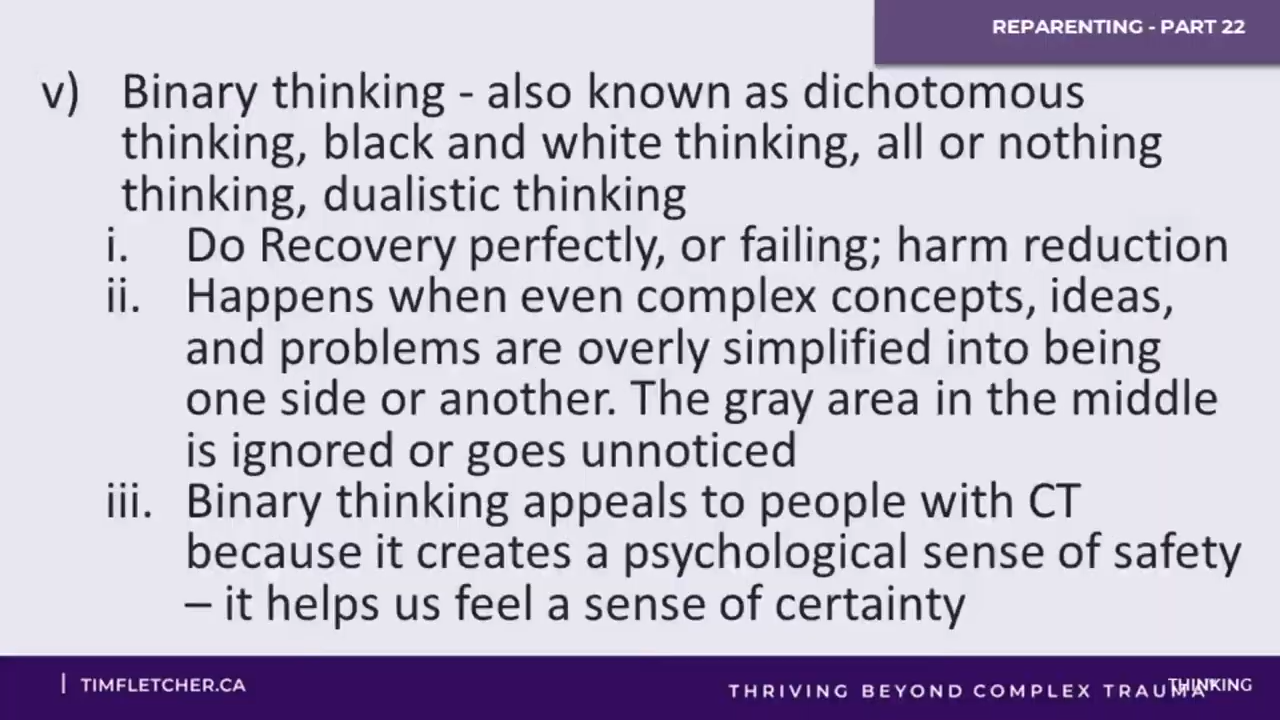 REPARENTING - PART 22
v) Binary thinking - also known as dichotomous
thinking, black and white thinking, all or nothing
thinking, dualistic thinking
i. Do Recovery perfectly, or failing; harm reduction
ii. Happens when even complex concepts, ideas,
and problems are overly simplified into being
one side or another. The gray area in the middle
is ignored or goes unnoticed
iii. Binary thinking appeals to people with CT
because it creates a psychological sense of safety
– it helps us feel a sense of certainty
| TIMFLETCHER.CA
THRIVING BEYOND COMPLEX TRAUMA
THINKING